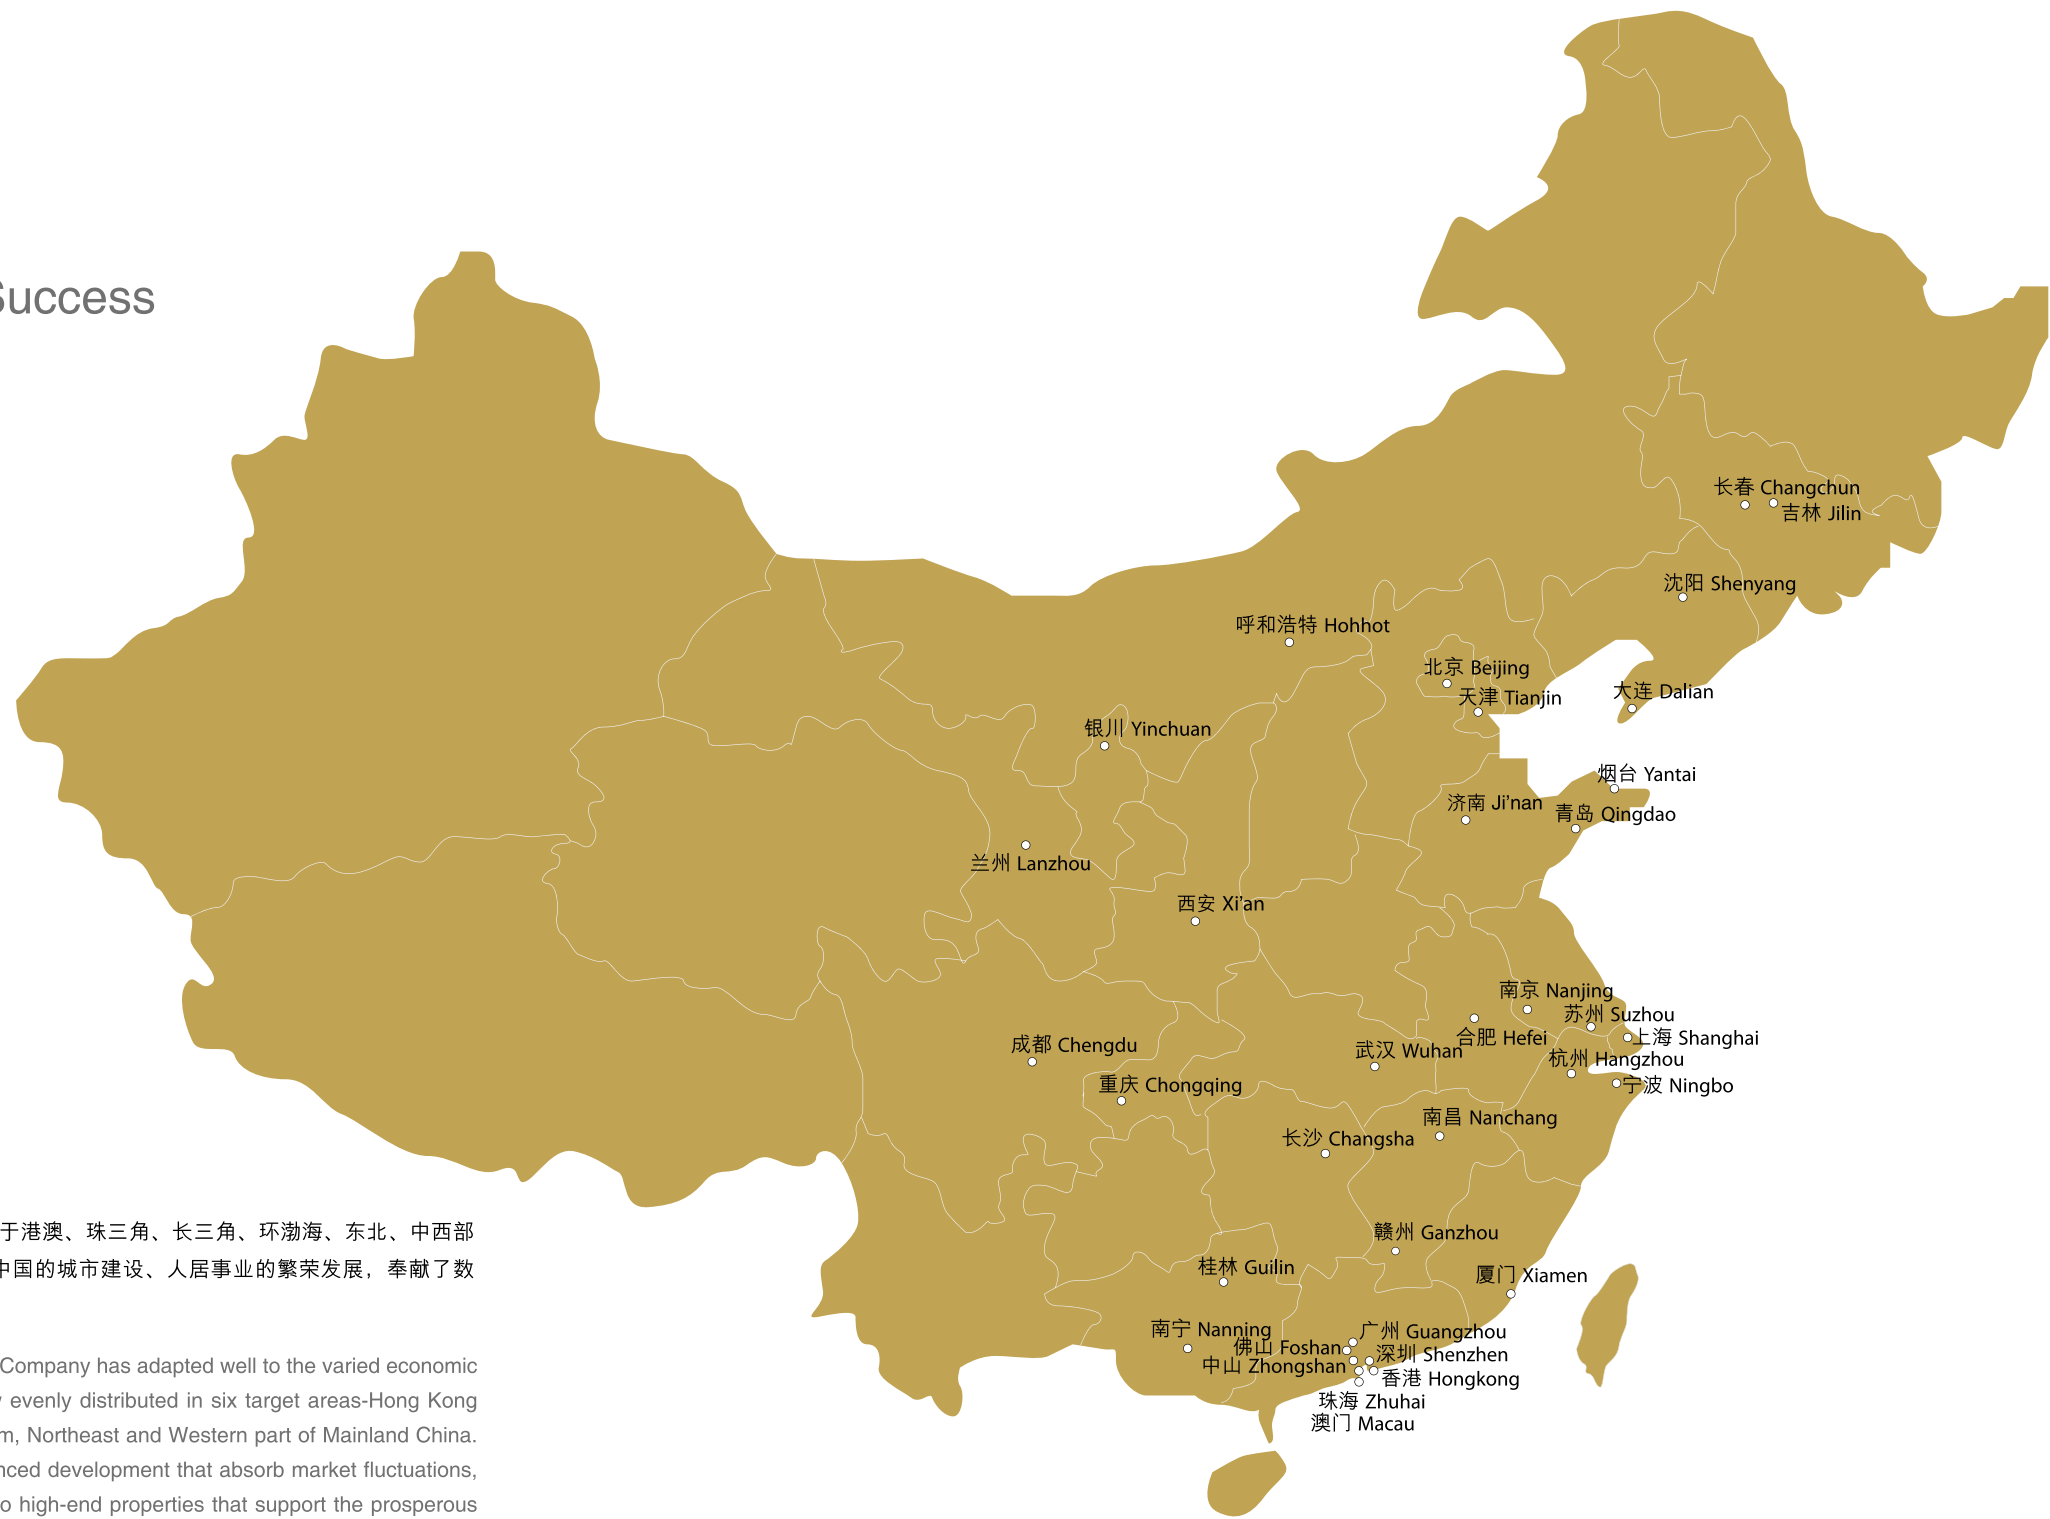 Success
长春 Changchun
吉林 Jilin
沈阳 Shenyang
呼和浩特 Hohhot
北京 Beijing
大连 Dalian
天津 Tianjin
银川 Yinchuan
烟台 Yantai
济南 Ji'nan
青岛 Qingdao
兰州 Lanzhou
西安 Xi'an
南京 Nanjing
苏州 Suzhou
合肥 Hefei
上海 Shanghai
成都 Chengdu
武汉 Wuhan
杭州 Hangzhou
重庆 Chongqing
宁波 Ningbo
南昌 Nanchang
长沙 Changsha
赣州 Ganzhou
桂林 Guilin
厦门 Xiamen
南宁 Nanning
广州 Guangzhou
佛山 Foshan
深圳 Shenzhen
中山 Zhongshan
香港 Hongkong
珠海 Zhuhai
澳门 Macau
于港澳、珠三角、长三角、环渤海、东北、中西部
中国的城市建设、人居事业的繁荣发展，奉献了数
Company has adapted well to the varied economic
evenly distributed in six target areas-Hong Kong
Northeast and Western part of Mainland China.
development that absorb market fluctuations,
high-end properties that support the prosperous